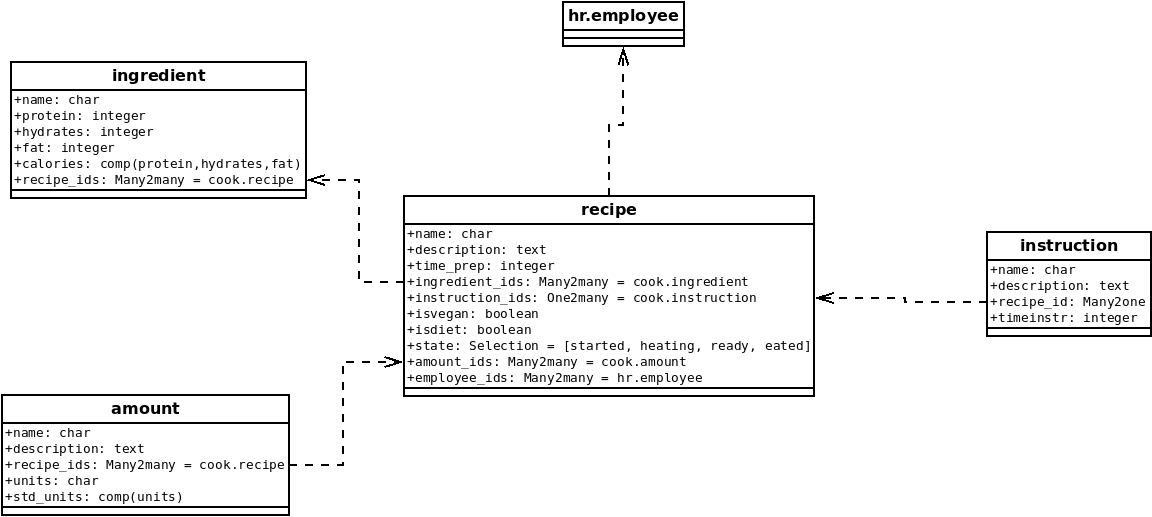 hr.employee
ingredient
+name: char
+protein: integer
+hydrates: integer
+fat: integer
+calories: comp(protein,hydrates,fat)
+recipe_ids: Many2many = cook.recipe
recipe
+name: char
+description: text
+time_prep: integer
+ingredient_ids: Many2many = cook.ingredient
+instruction_ids: One2many = cook.instruction
+isvegan: boolean
+isdiet: boolean
+state: Selection = [started, heating, ready, eated]
+amount_ids: Many2many = cook.amount
+employee_ids: Many2many = hr.employee
instruction
+name: char
+description: text
+recipe_id: Many2one
+timeinstr: integer
amount
+name: char
+description: text
+recipe_ids: Many2many = cook.recipe
+units: char
+std_units: comp(units)